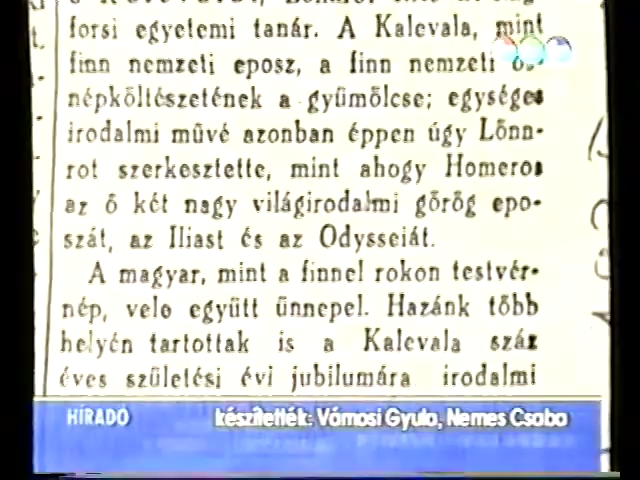 forsi egyetemi tanár. A Kalevala, mint
finn nemzeti eposz, a finn nemzeti
népköltészetének a gyümölcse; egységes
irodalmi művé azonban éppen úgy Lönn-
rot szerkesztette, mint ahogy Homeros
az ő két nagy világirodalmi görög epo-
szát, az Iliast és az Odysseiát.
A magyar, mint a finnel rokon testvér-
nép, vele együtt ünnepel. Hazánk több
helyén tartottak is a Kalevala száz
éves születési évi jubilumára irodalmi
HÍRADÓ
készítették: Vámosi Gyula, Nemes Csaba